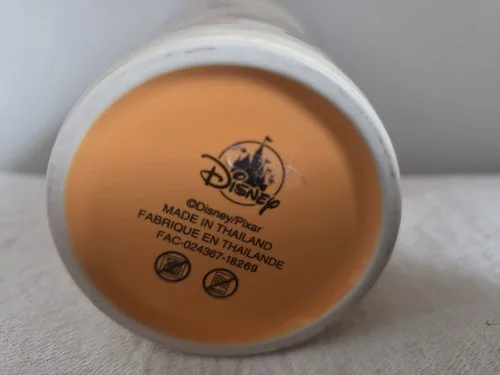 Disney
©Disney/Pixar
MADE IN THAILAND
FABRIQUE EN THAILANDE
FAC-024367-18269